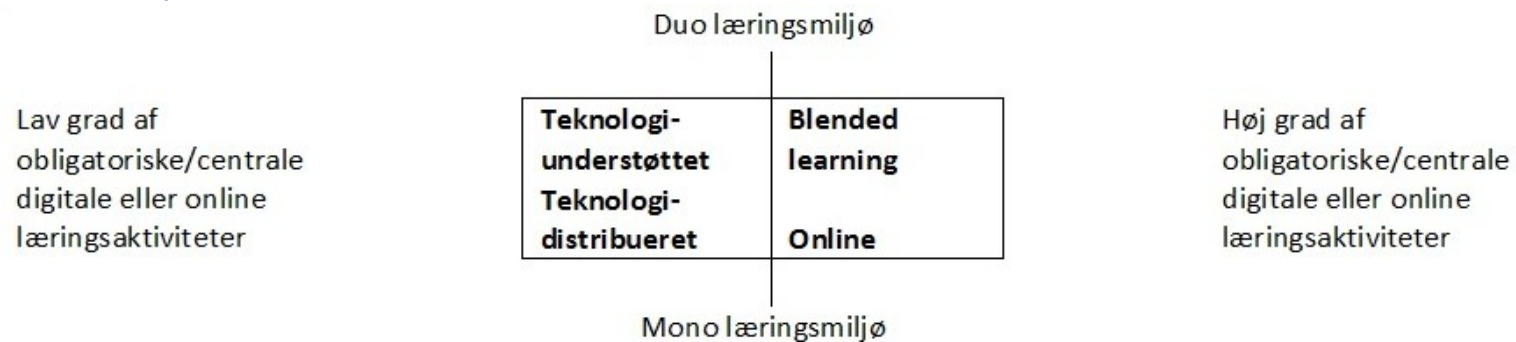 Duo læringsmiljø
Lav grad af
obligatoriske/centrale
digitale eller online
læringsaktiviteter
Teknologi-
understøttet
Teknologi-
distribueret
Blended
learning
Online
Høj grad af
obligatoriske/centrale
digitale eller online
læringsaktiviteter
Mono læringsmiljø